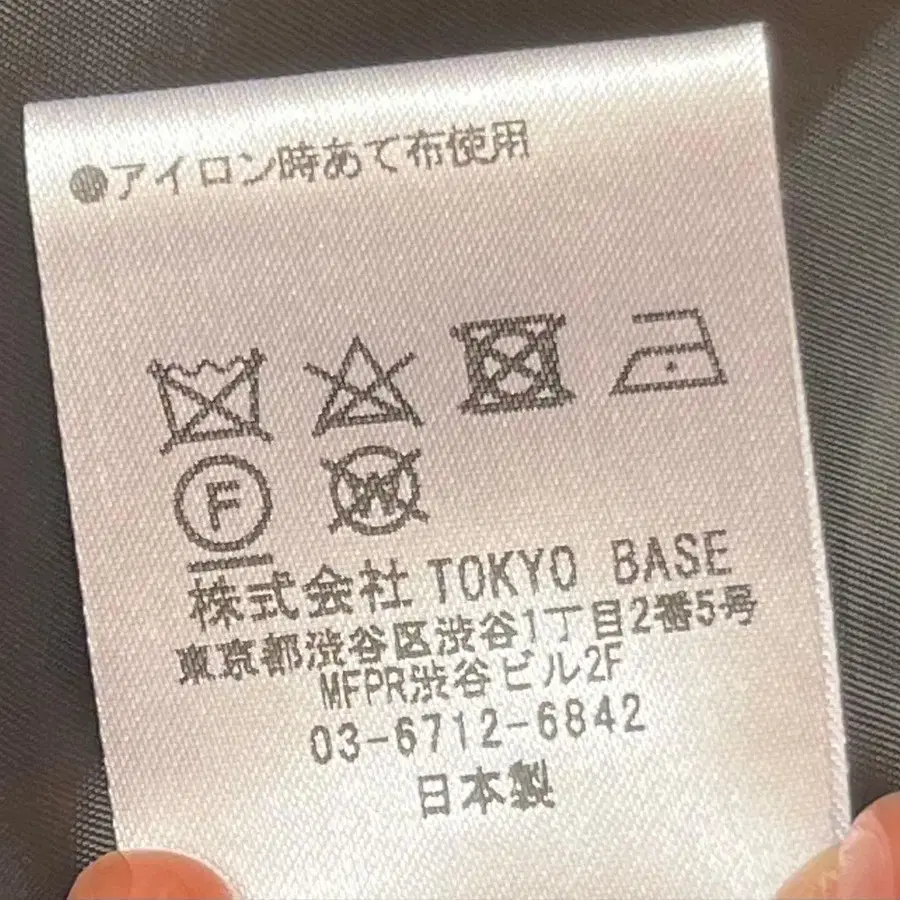 ●アイロン時あて布使用
F
W
株式会社 TOKYO BASE
東京都渋谷区渋谷1丁目2番5号
MFPR渋谷ビル2F
03-6712-6842
日本製